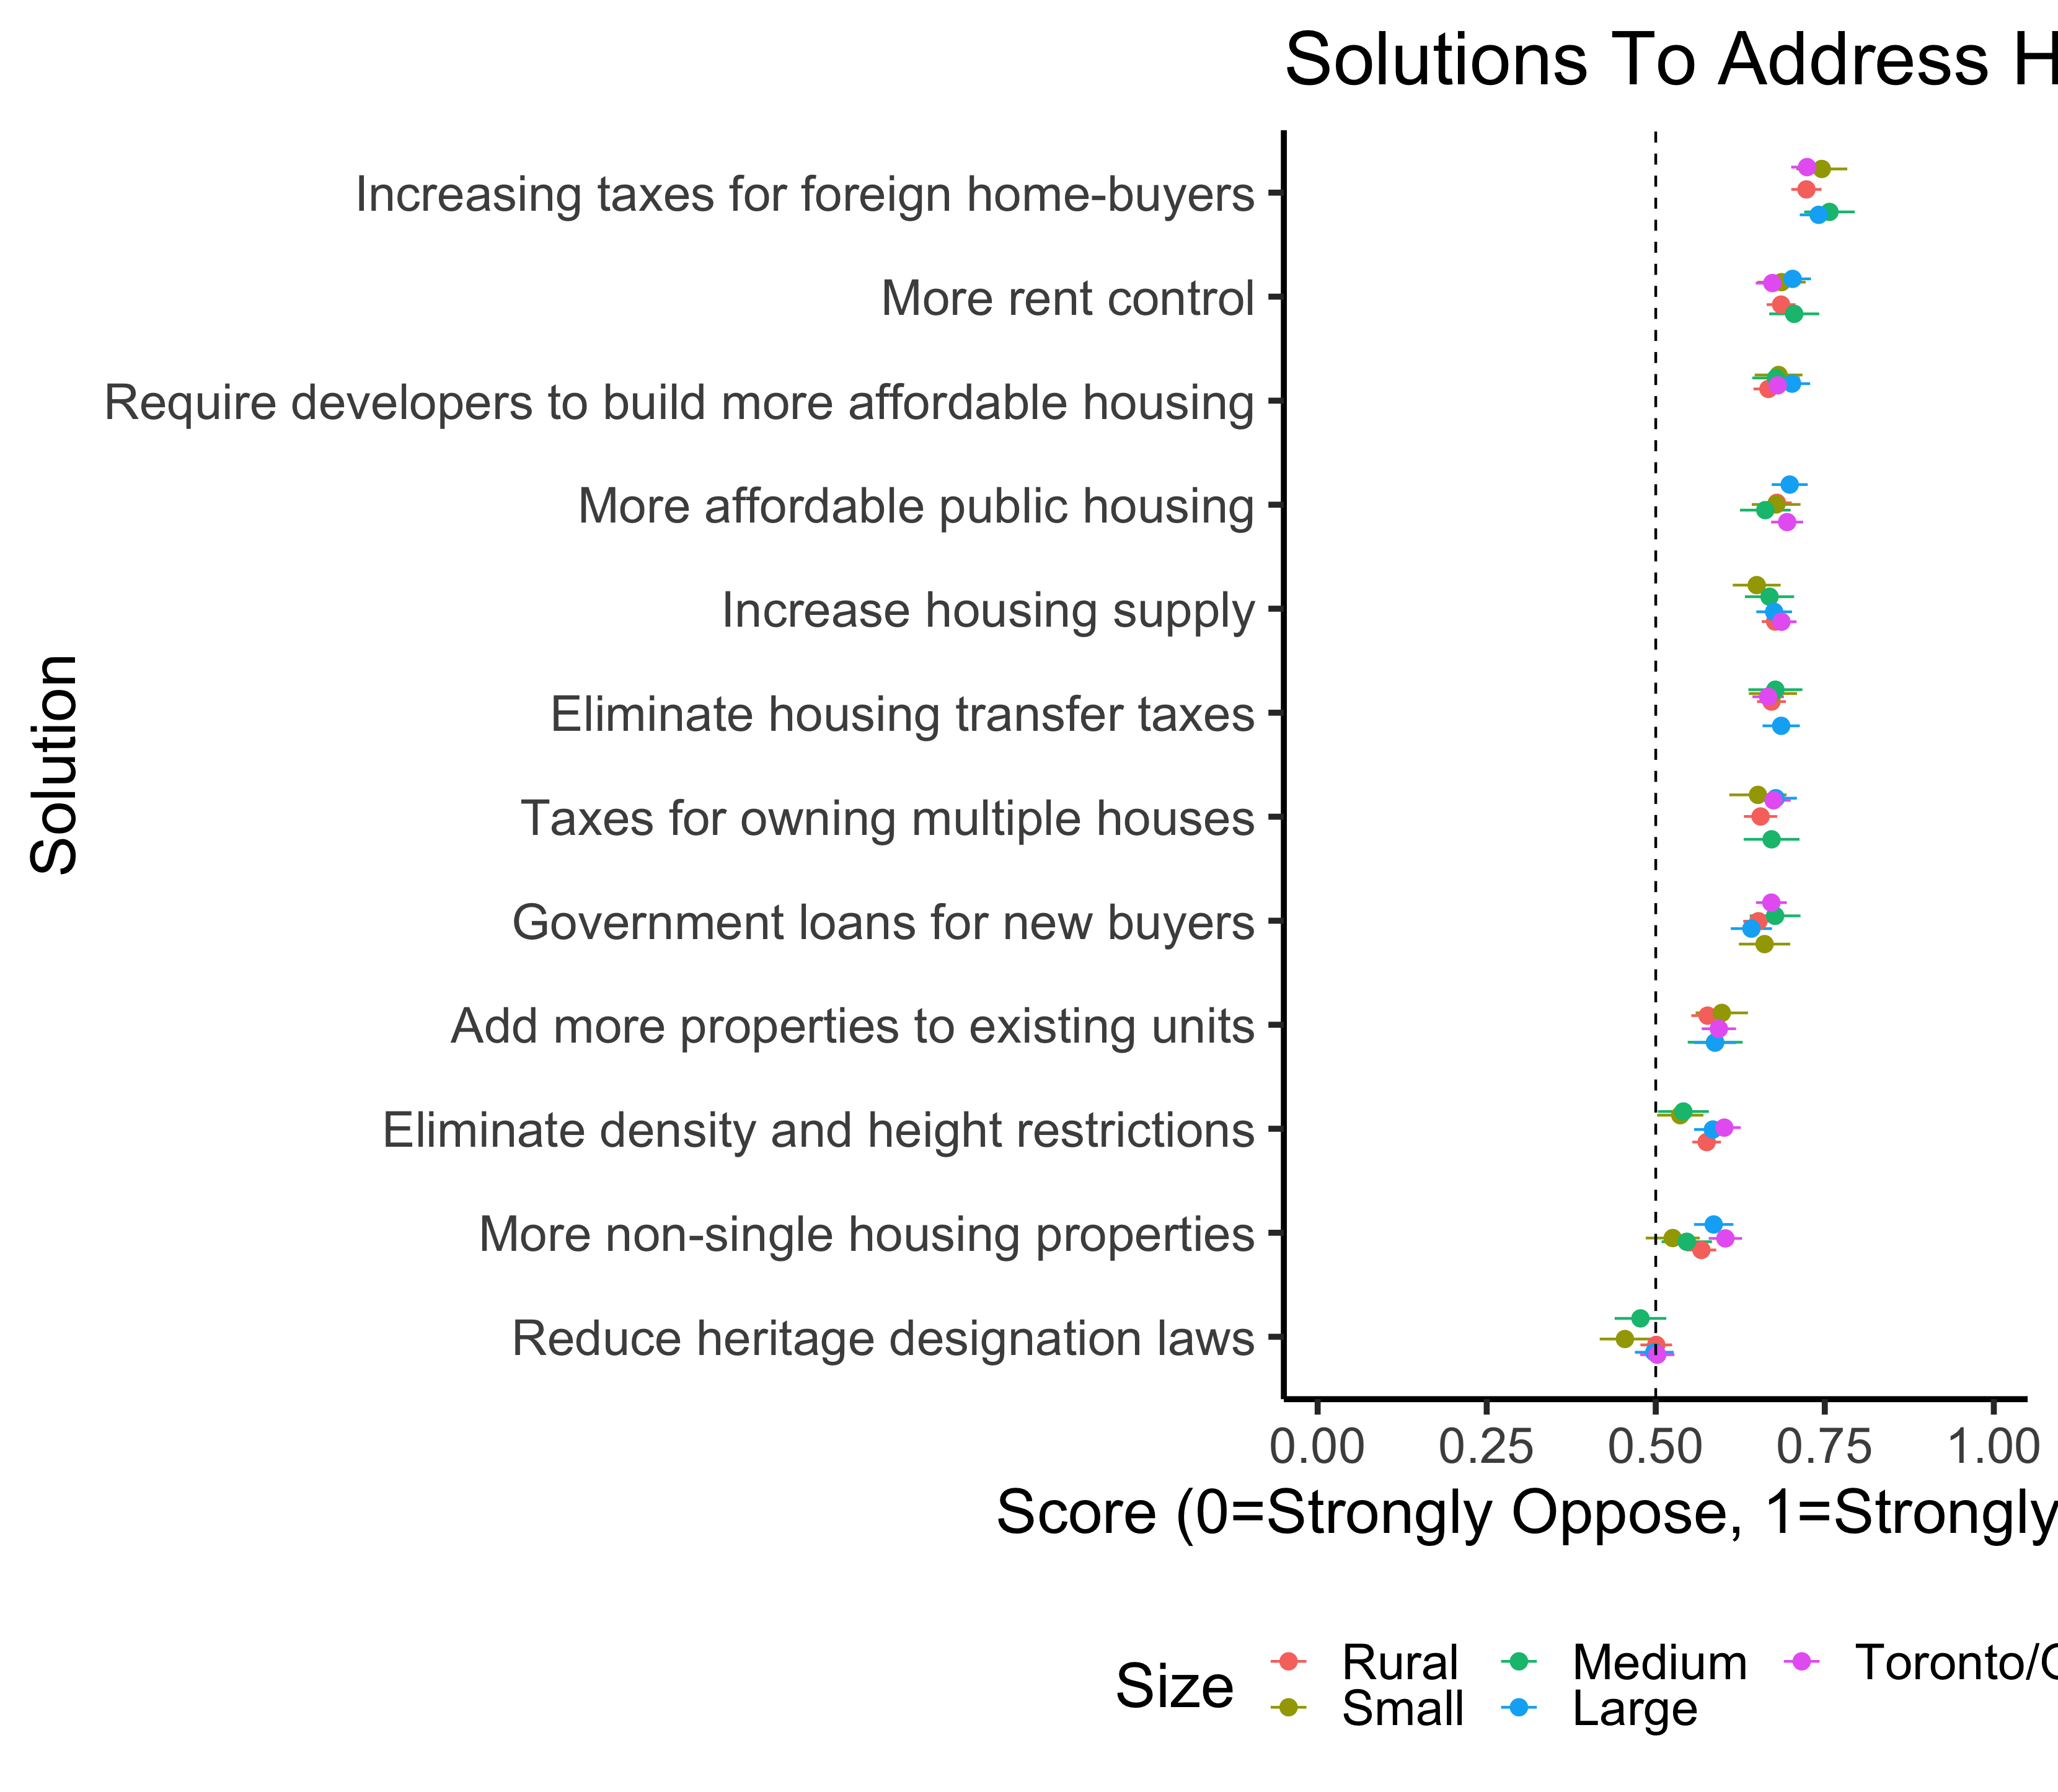 Solutions To Address H
Increasing taxes for foreign home-buyers
More rent control
Require developers to build more affordable housing
More affordable public housing
Increase housing supply
Eliminate housing transfer taxes
Taxes for owning multiple houses
Government loans for new buyers
Add more properties to existing units
Eliminate density and height restrictions
More non-single housing properties
Reduce heritage designation laws
Solution
0.00 0.25 0.50 0.75 1.00
Score (0=Strongly Oppose, 1=Strongly
Size
Rural Medium Toronto/
Small Large